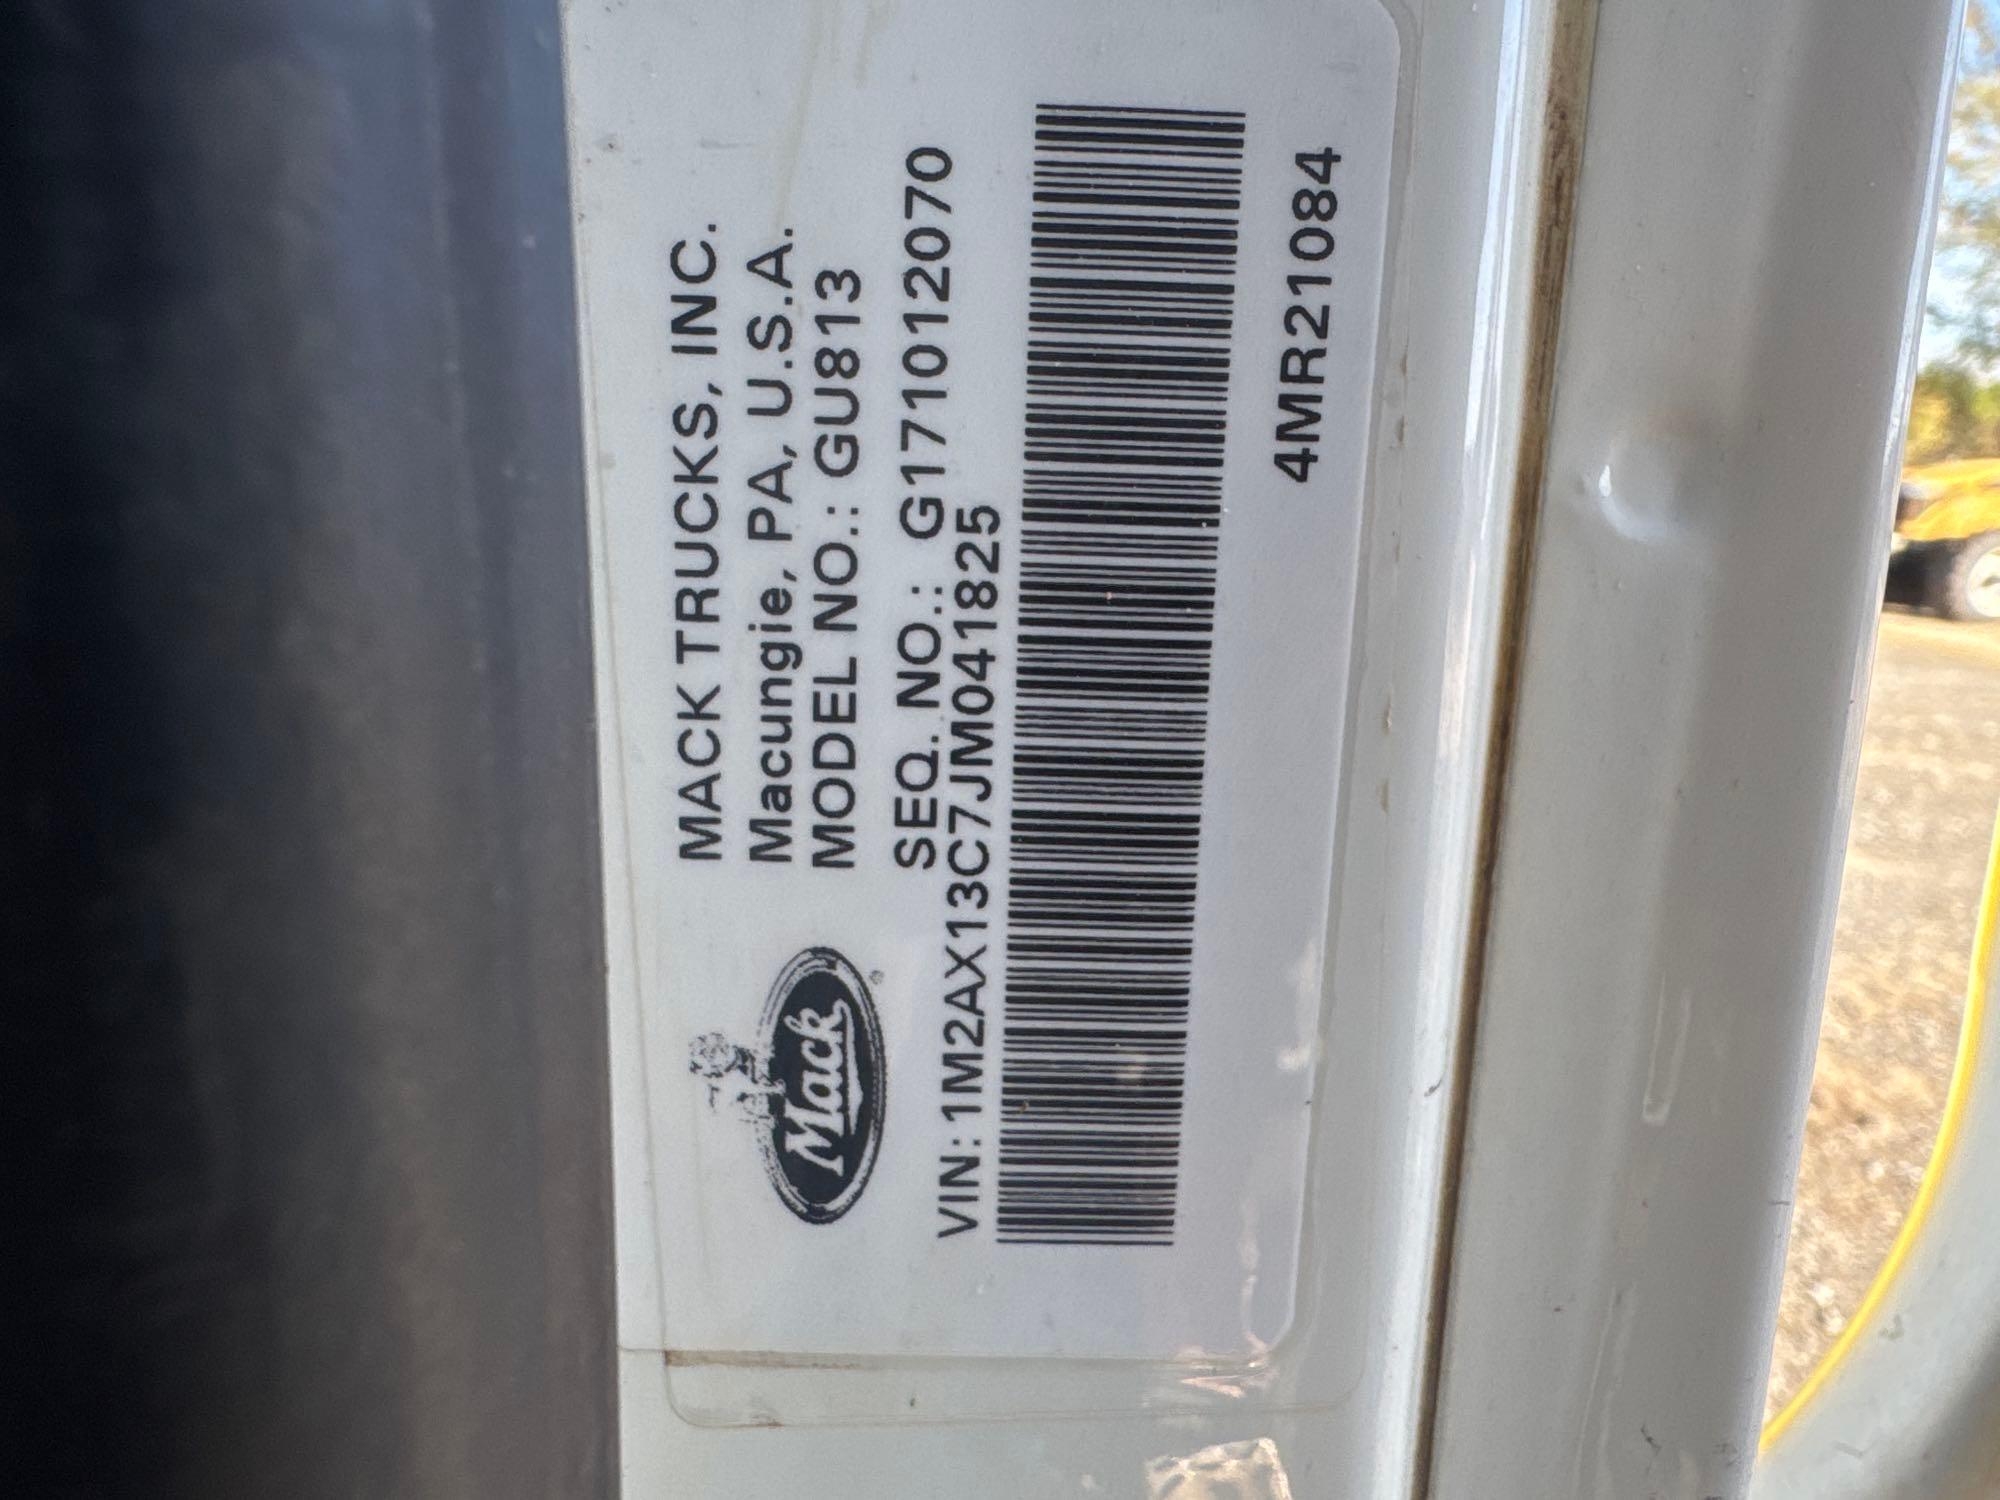 MACK TRUCKS, INC.
Macungie, PA, U.S.A.
MODEL NO.: GU813
SEQ. NO.: G171012070
Mack
®
VIN: 1M2AX13C7JM041825
4MR21084